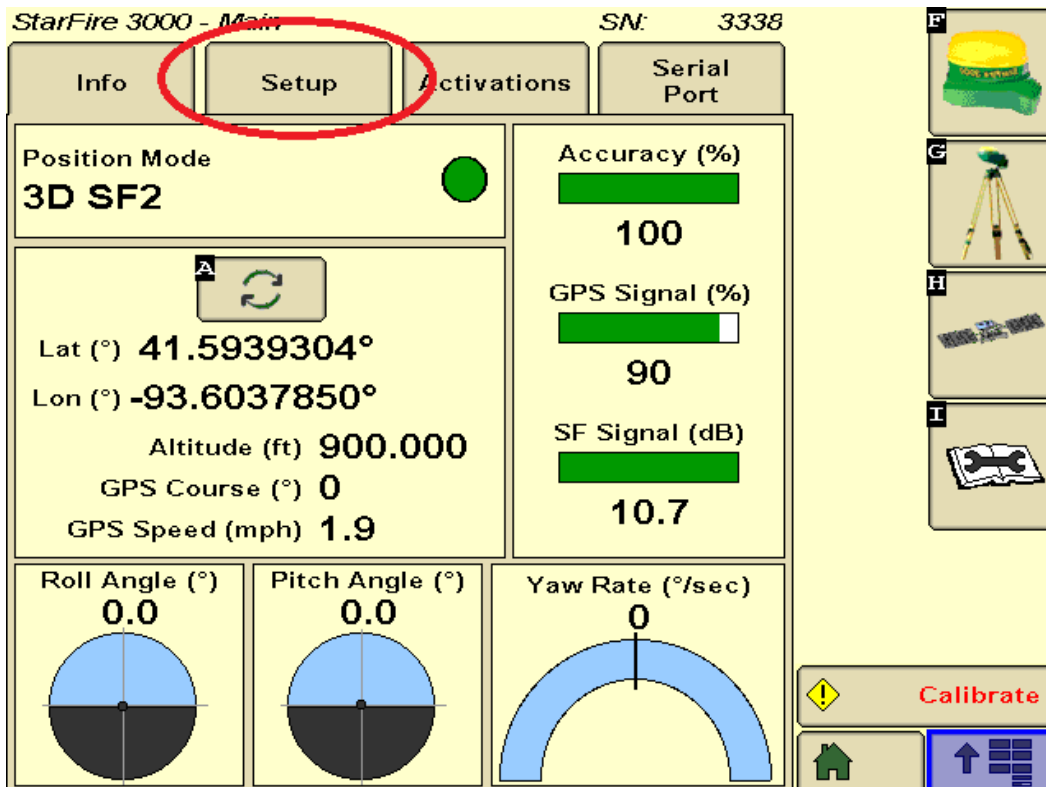 StarFire 3000 - Main
SN: 3338
Info
Setup
Activations
Serial
Port
Position Mode
3D SF2
A
Lat (°) 41.5939304°
Lon (°) -93.6037850°
Altitude (ft) 900.000
GPS Course (°) 0
GPS Speed (mph) 1.9
Accuracy (%)
100
GPS Signal (%)
90
SF Signal (dB)
10.7
Roll Angle (°)
0.0
Pitch Angle (°)
0.0
Yaw Rate (°/sec)
0
F
G
H
I
Calibrate